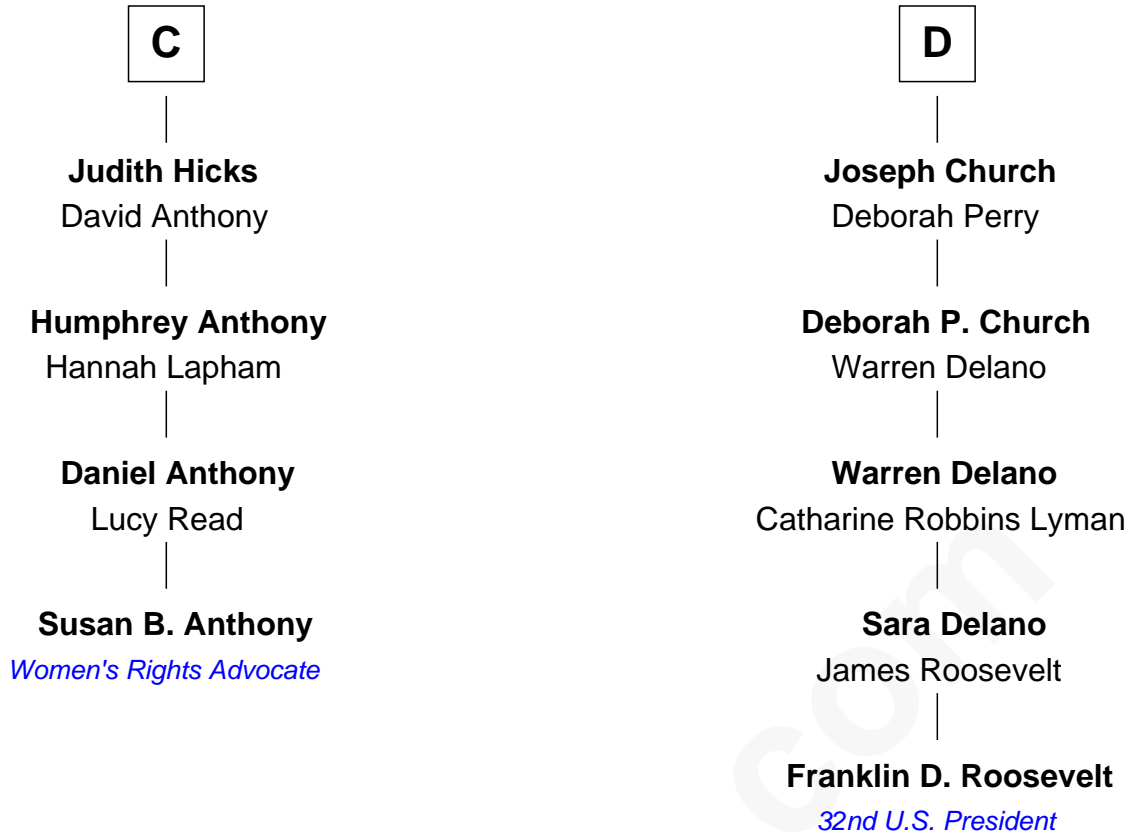 C
Judith Hicks
David Anthony
Humphrey Anthony
Hannah Lapham
Daniel Anthony
Lucy Read
Susan B. Anthony
Women's Rights Advocate
D
Joseph Church
Deborah Perry
Deborah P. Church
Warren Delano
Warren Delano
Catharine Robbins Lyman
Sara Delano
James Roosevelt
Franklin D. Roosevelt
32nd U.S. President
com